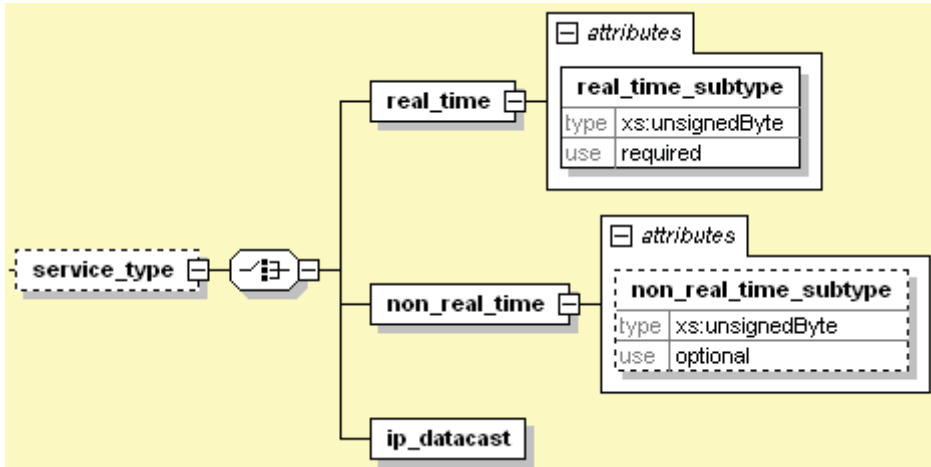 attributes
real_time
real_time_subtype
type xs:unsignedByte
use required
service_type
attributes
non_real_time
non_real_time_subtype
type xs:unsignedByte
use optional
ip_datacast